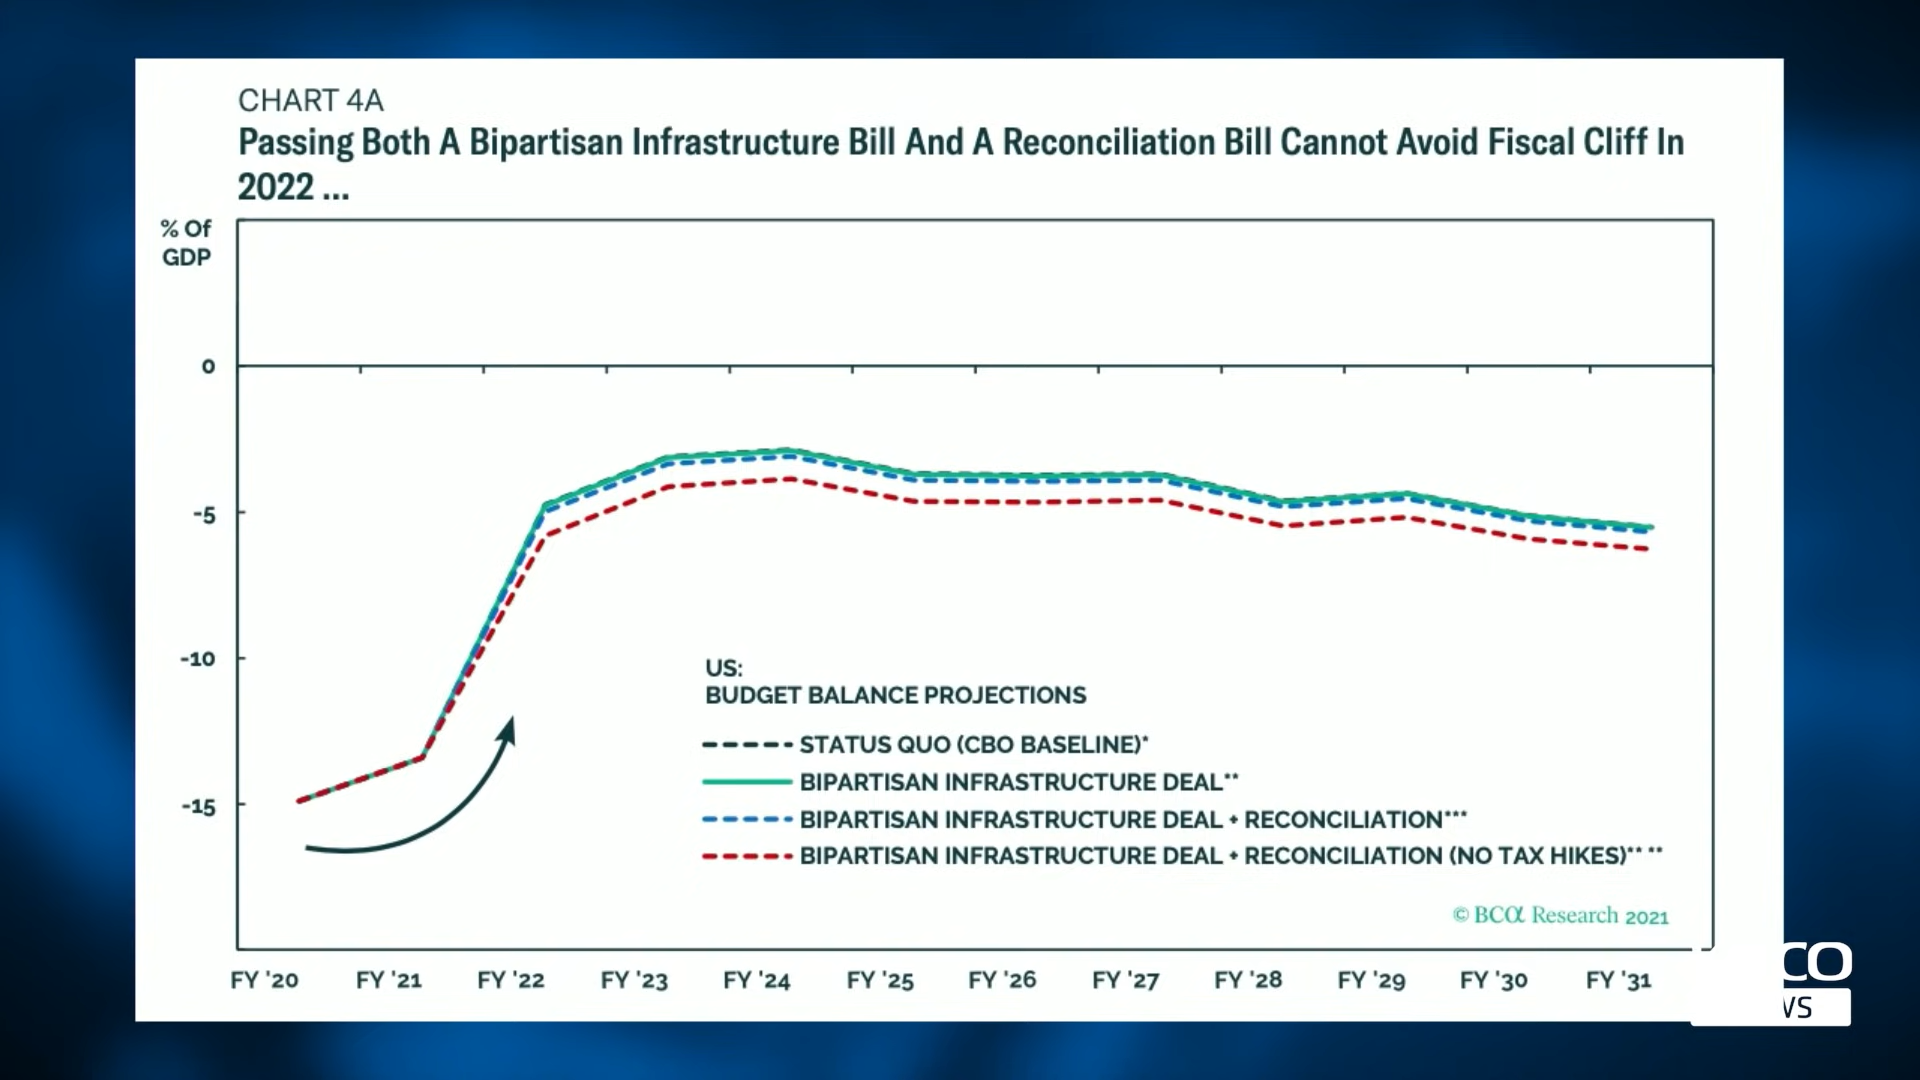 CHART 4A
Passing Both A Bipartisan Infrastructure Bill And A Reconciliation Bill Cannot Avoid Fiscal Cliff In
2022 ...
% Of
GDP
0
-5
-10
-15
US:
BUDGET BALANCE PROJECTIONS
STATUS QUO (CBO BASELINE)*
BIPARTISAN INFRASTRUCTURE DEAL**
BIPARTISAN INFRASTRUCTURE DEAL + RECONCILIATION***
BIPARTISAN INFRASTRUCTURE DEAL + RECONCILIATION (NO TAX HIKES)** **
© BCα Research 2021
FY '20 FY '21 FY '22 FY '23 FY '24 FY '25 FY '26 FY '27 FY '28 FY '29 FY '30 FY '31